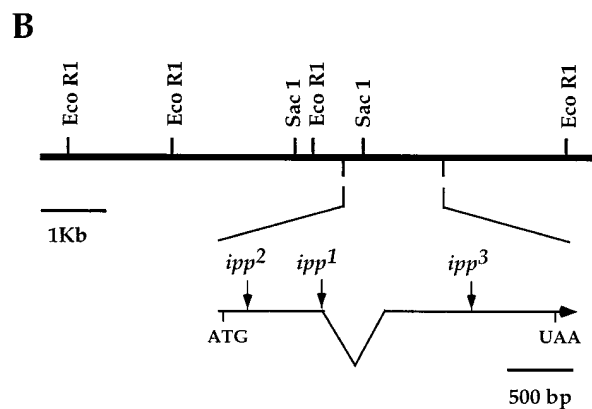 B
Eco R1
Eco R1
Sac 1
Eco R1
Sac 1
Eco R1
1Kb
ipp²
ipp¹
ipp³
ATG
UAA
500 bp